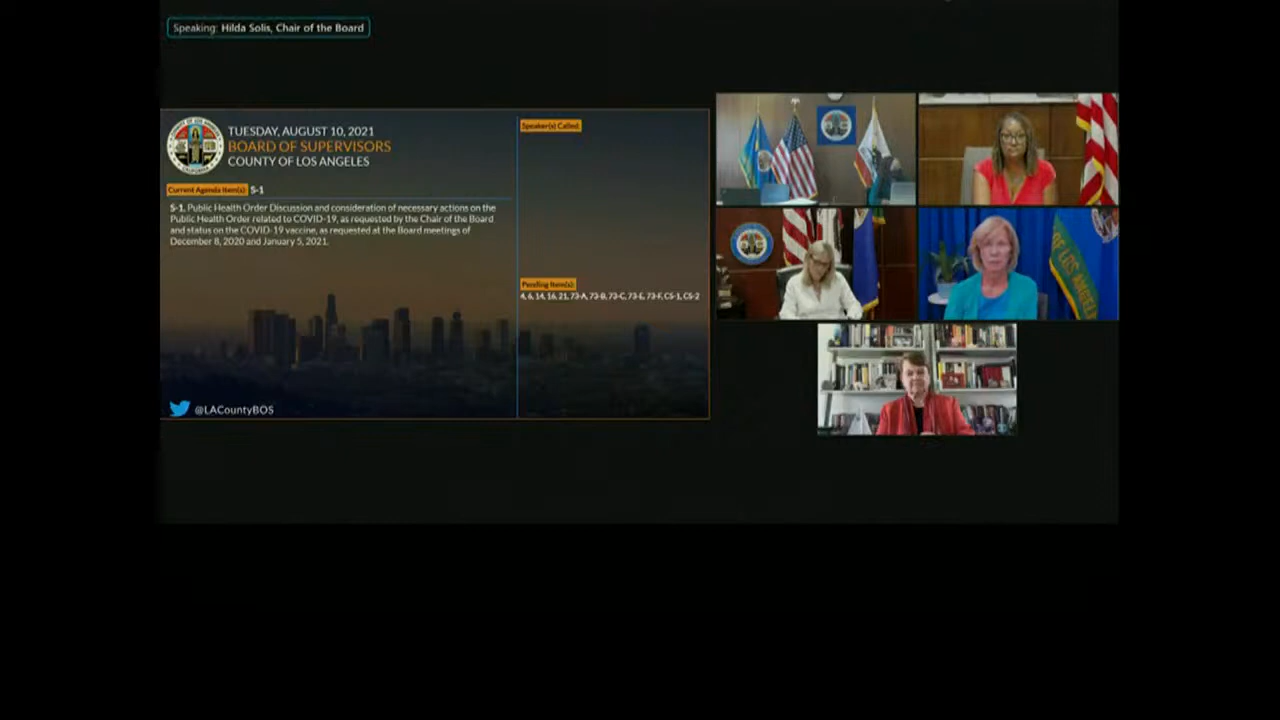 Speaking: Hilda Solis, Chair of the Board
TUESDAY, AUGUST 10, 2021
BOARD OF SUPERVISORS
COUNTY OF LOS ANGELES
Current Agenda Item(s): S-1
S-1. Public Health Order Discussion and consideration of necessary actions on the
Public Health Order related to COVID-19, as requested by the Chair of the Board
and status on the COVID-19 vaccine, as requested at the Board meetings of
December 8, 2020 and January 5, 2021.
Speaker(s) Called:
Pending Item(s):
4, 6, 14, 16, 21, 73-A, 73-B, 73-C, 73-E, 73-F, CS-1, CS-2
@LACountyBOS